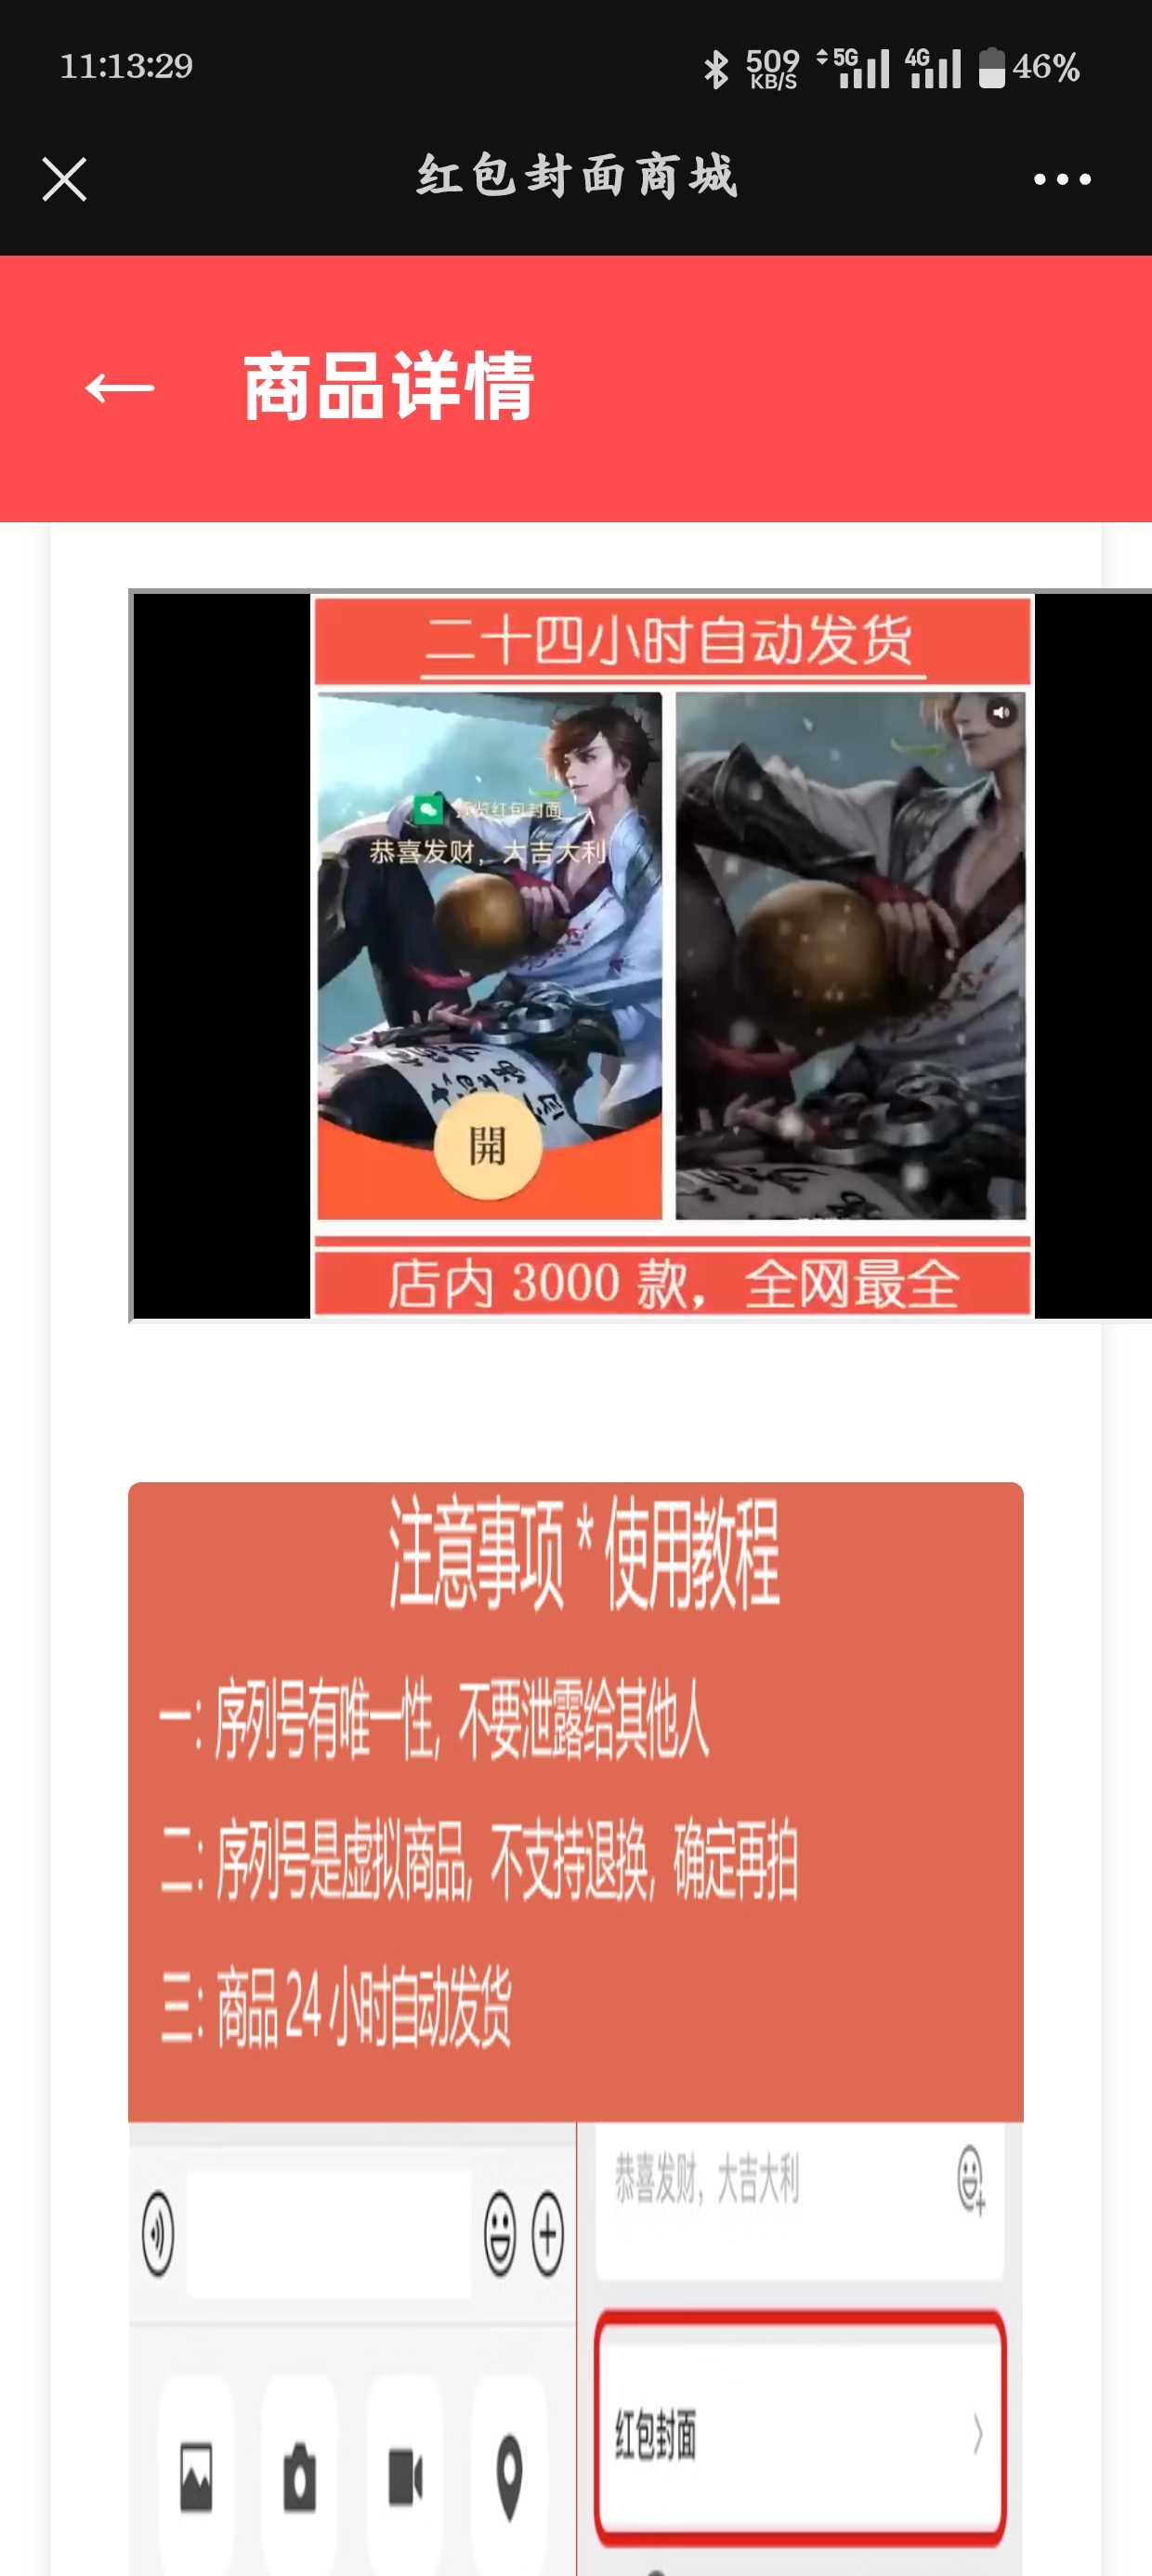 11:13:29
509
KB/S
5G
4G
46%
红包封面商城
商品详情
二十四小时自动发货
预览红包封面
恭喜发财，大吉大利
開
店内 3000 款，全网最全
注意事项 * 使用教程
一：序列号有唯一性，不要泄露给其他人
二：序列号是虚拟商品，不支持退换，确定再拍
三：商品 24 小时自动发货
恭喜发财，大吉大利
红包封面